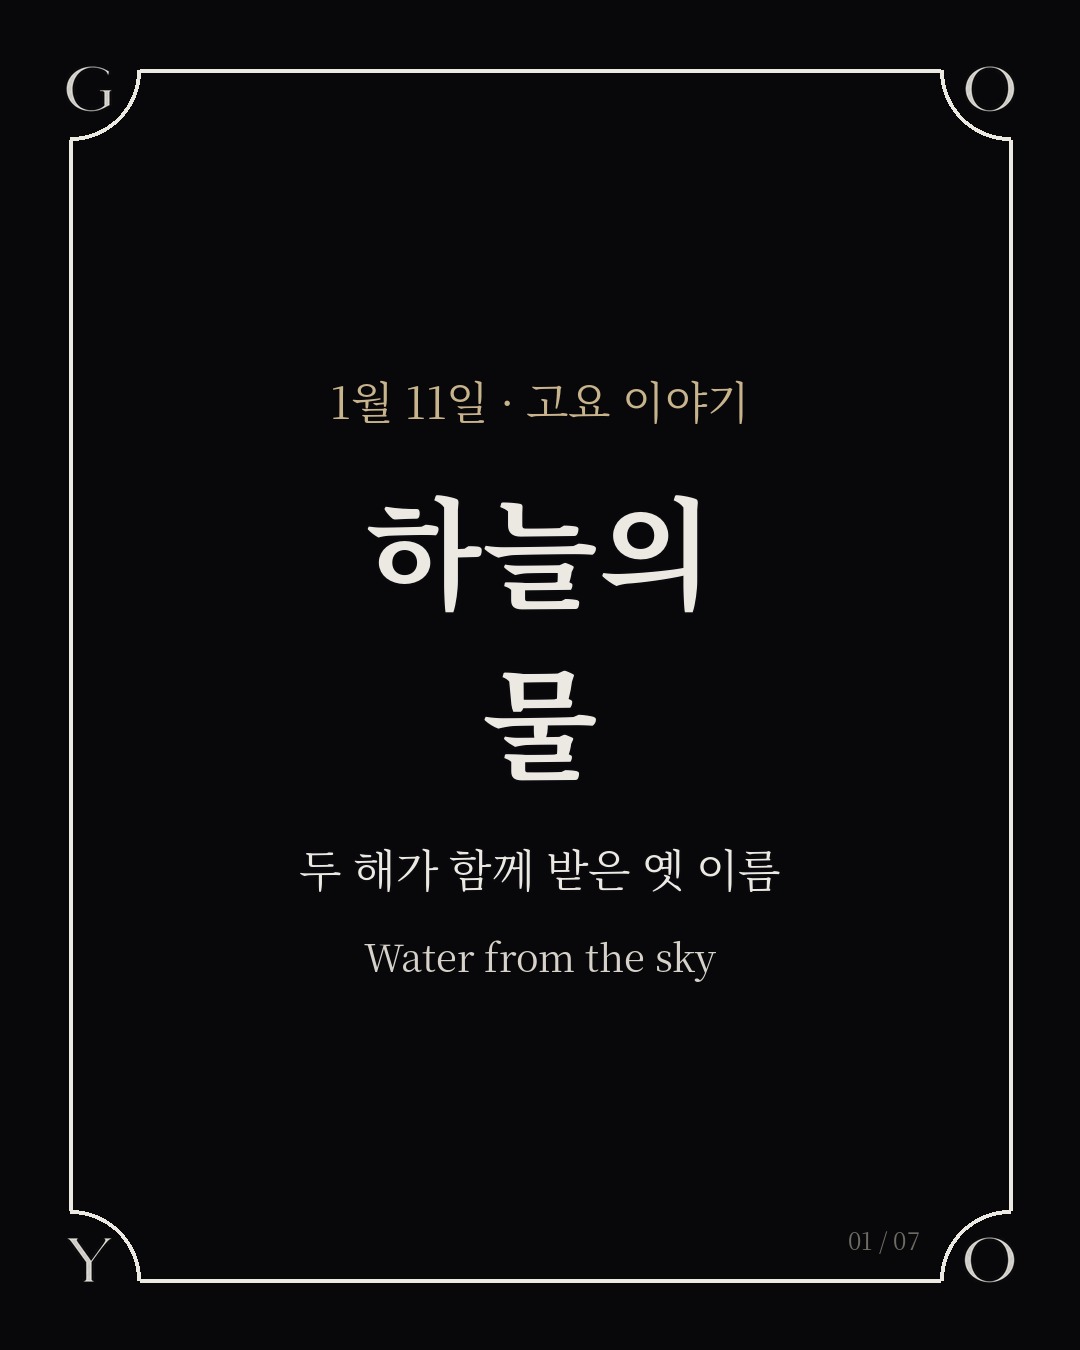 G O
1월 11일 · 고요 이야기
하늘의
물
두 해가 함께 받은 옛 이름
Water from the sky
01 / 07
Y O